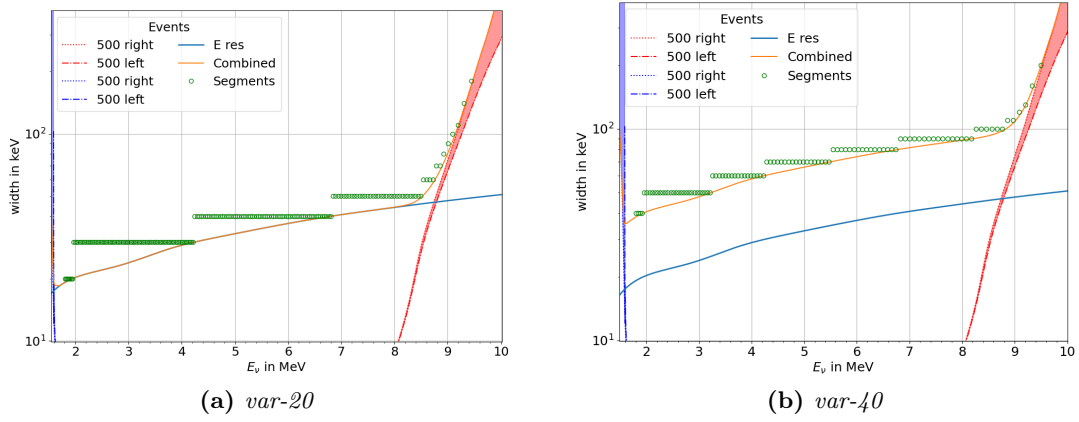 Events
500 right
500 left
500 right
500 left
E res
Combined
Segments
10²
10¹
width in keV
2 3 4 5 6 7 8 9 10
E_ν in MeV
(a) var-20
Events
500 right
500 left
500 right
500 left
E res
Combined
Segments
10²
10¹
width in keV
2 3 4 5 6 7 8 9 10
E_ν in MeV
(b) var-40